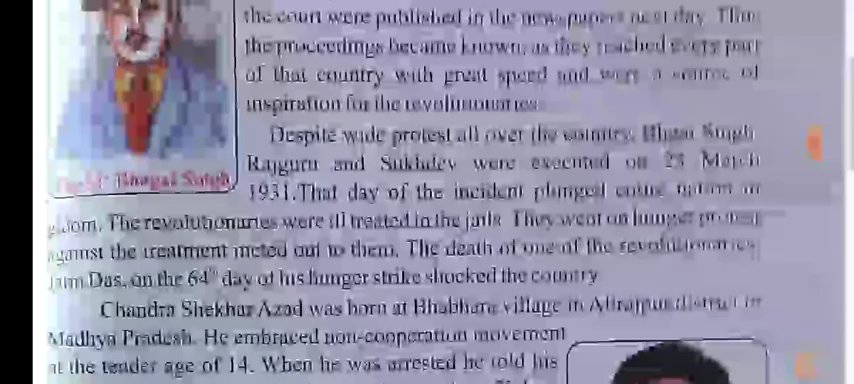 the court were published in the newspapers next day. Thus
the proceedings became known, as they reached every part
of that country with great speed and were a source of
inspiration for the revolutionaries.
Despite wide protest all over the country, Bhagat Singh
Rajguru and Sukhdev were executed on 23 March
1931. That day of the incident plunged entire nation in
Bhagat Singh
gloom. The revolutionaries were ill treated in the jails. They went on hunger protest
against the treatment meted out to them. The death of one of the revolutionaries,
Jatin Das, on the 64th day of his hunger strike shocked the country.
Chandra Shekhar Azad was born at Bhabhara village in Alirajpur district in
Madhya Pradesh. He embraced non-cooperation movement
at the tender age of 14. When he was arrested he told his